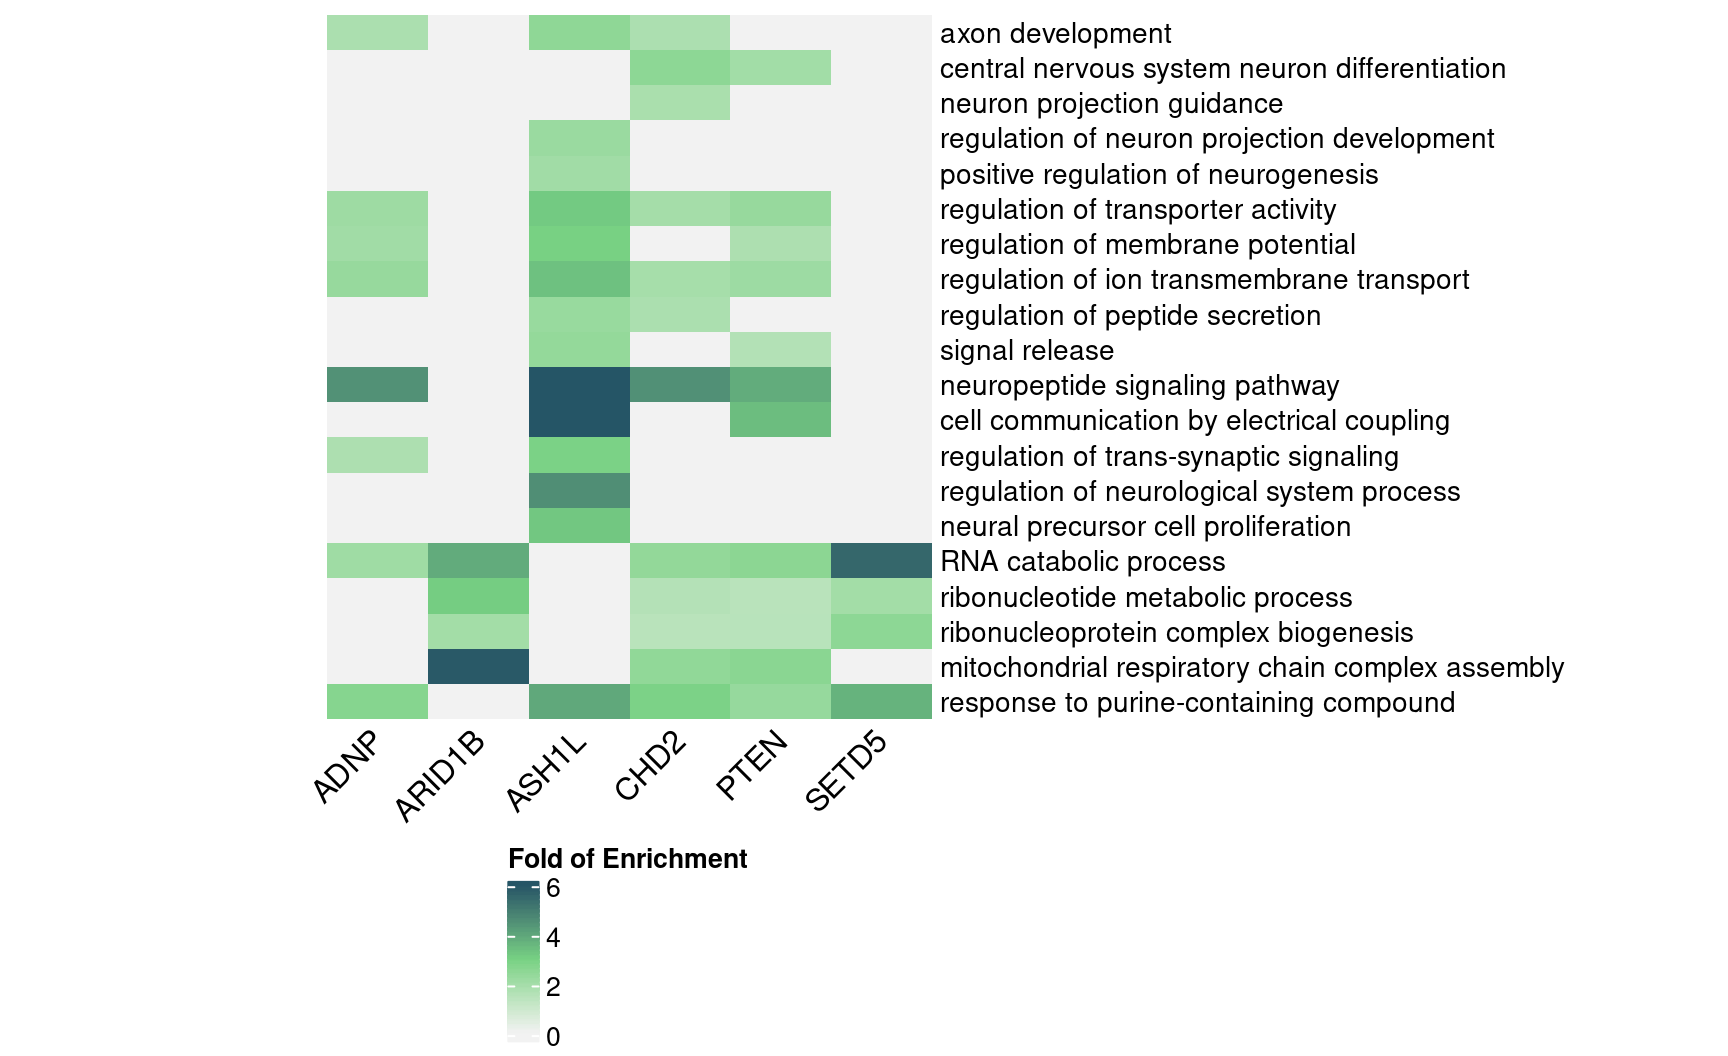 axon development
central nervous system neuron differentiation
neuron projection guidance
regulation of neuron projection development
positive regulation of neurogenesis
regulation of transporter activity
regulation of membrane potential
regulation of ion transmembrane transport
regulation of peptide secretion
signal release
neuropeptide signaling pathway
cell communication by electrical coupling
regulation of trans-synaptic signaling
regulation of neurological system process
neural precursor cell proliferation
RNA catabolic process
ribonucleotide metabolic process
ribonucleoprotein complex biogenesis
mitochondrial respiratory chain complex assembly
response to purine-containing compound
ADNP
ARID1B
ASH1L
CHD2
PTEN
SETD5
Fold of Enrichment
6
4
2
0